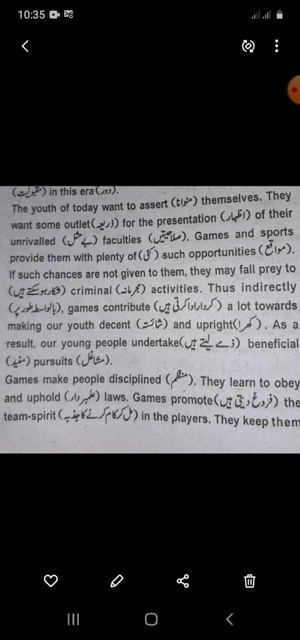 10:35
(مقبولیت) in this era (دور).
The youth of today want to assert (منوانا) themselves. They
want some outlet (ذریعہ) for the presentation (اظہار) of their
unrivalled (بے مثل) faculties (صلاحیتیں). Games and sports
provide them with plenty of (کئی) such opportunities (مواقع).
If such chances are not given to them, they may fall prey to
(شکار ہو سکتے ہیں) criminal (مجرمانہ) activities. Thus indirectly
(بالواسطہ طور پر), games contribute (کردار ادا کرتی ہیں) a lot towards
making our youth decent (شائستہ) and upright (کھرا). As a
result. our young people undertake (ذمے لیتے ہیں) beneficial
(مفید) pursuits (مشاغل).
Games make people disciplined (منظم). They learn to obey
and uphold (علمبردار) laws. Games promote (فروغ دیتی ہیں) the
team-spirit (مل کر کام کرنے کا جذبہ) in the players. They keep them